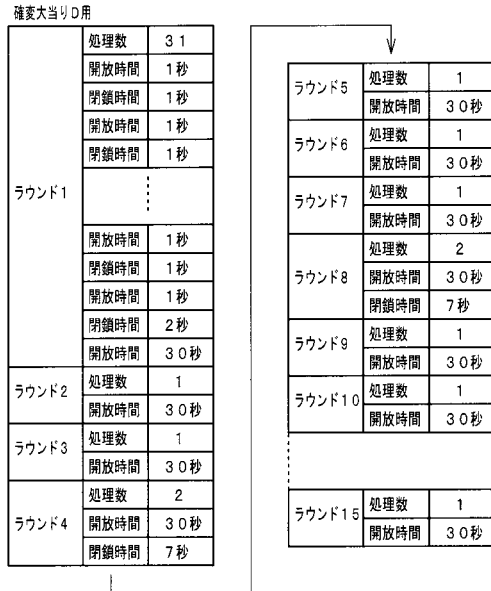 確変大当りD用
ラウンド1
処理数 31
開放時間 1秒
閉鎖時間 1秒
開放時間 1秒
閉鎖時間 1秒
開放時間 1秒
閉鎖時間 1秒
開放時間 1秒
閉鎖時間 2秒
開放時間 30秒
ラウンド2
処理数 1
開放時間 30秒
ラウンド3
処理数 1
開放時間 30秒
ラウンド4
処理数 2
開放時間 30秒
閉鎖時間 7秒
ラウンド5
処理数 1
開放時間 30秒
ラウンド6
処理数 1
開放時間 30秒
ラウンド7
処理数 1
開放時間 30秒
ラウンド8
処理数 2
開放時間 30秒
閉鎖時間 7秒
ラウンド9
処理数 1
開放時間 30秒
ラウンド10
処理数 1
開放時間 30秒
ラウンド15
処理数 1
開放時間 30秒